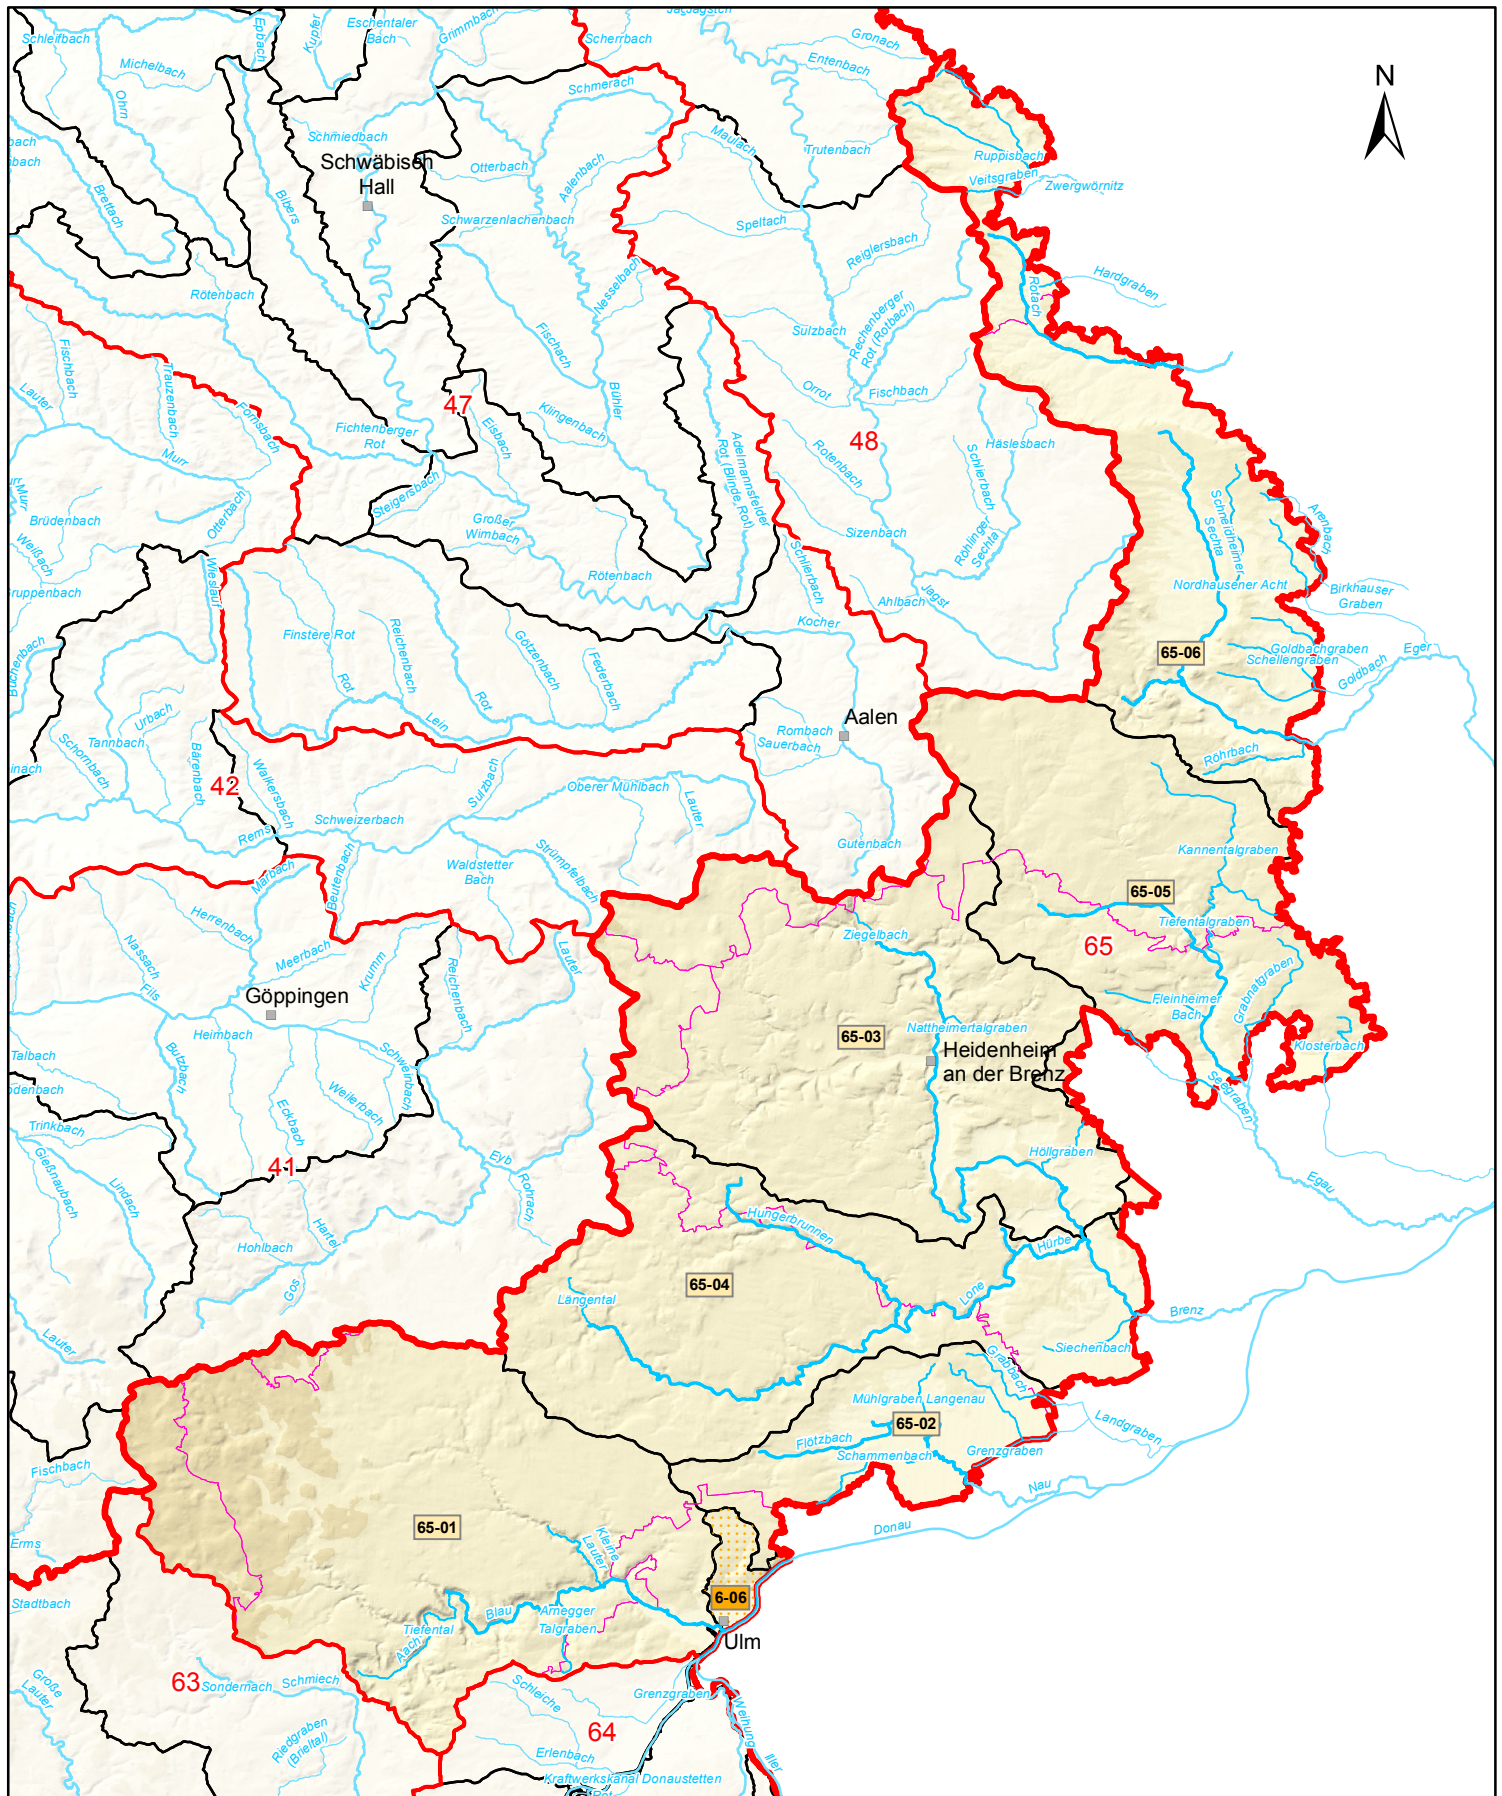 Schleifbach
Epbach
Kupfer
Eschentaler
Bach
Grimmbach
Scherrbach
Gronach
Entenbach
N
Michelbach
Ohrn
Schmerach
Schmiedbach
Schwäbisch
Hall
Otterbach
Aalenbach
Maulach
Trutenbach
Ruppisbach
Veitsgraben
Zwergwörnitz
Brettach
Bibers
Schwarzenlachenbach
Speltach
Reiglersbach
Nesselbach
Hardgraben
Rotach
Rötenbach
Fischach
Sulzbach
Rechenberger
Rot (Rotbach)
Fischbach
Trauzenbach
Lauter
Fornsbach
47
Fichtenberger
Rot
Eisbach
Klingenbach
Bühler
Orrot
Fischbach
48
Adelmannsfelder
Rot (Blinde Rot)
Rotenbach
Häslesbach
Schlierbach
Murr
Murr
Steigersbach
Brüdenbach
Otterbach
Großer
Wimbach
Sizenbach
Röhlinger
Sechta
Schneidheimer
Sechta
Arenbach
Weißach
Wieslauf
Rötenbach
Schlierbach
Jagst
Ahlbach
Nordhausener Acht
Birkhauser
Graben
Kocher
Finstere Rot
Reichenbach
Götzenbach
Federbach
Rot
Lein
Rot
Buchenbach
65-06
Goldbachgraben
Schellengraben
Goldbach
Eger
Urbach
Tannbach
Schornbach
Bärenbach
Walkersbach
Aalen
Rombach
Sauerbach
Röhrbach
42
Sulzbach
Oberer Mühlbach
Lauter
Schweizerbach
Rems
Gutenbach
Kannentalgraben
Marbach
Beutenbach
Waldstetter
Bach
Strümpfelbach
65-05
Herrenbach
Tiefentalgraben
Ziegelbach
65
Nassach
Meerbach
Krumm
Reichenbach
Lauter
Fils
Göppingen
Fleinheimer
Bach
Grabnatgraben
Heimbach
65-03
Nattheimertalgraben
Heidenheim
an der Brenz
Klosterbach
Talbach
Butzbach
Schwenbach
Seegraben
Trinkbach
Eckbach
Weilerbach
Gießnaubach
Lindach
41
Eyb
Rohrach
Höllgraben
Egau
Hungerbrunnen
Hartel
Hohlbach
Gos
Hürbe
65-04
Längental
Lone
Brenz
Lauter
Siechenbach
Grabbach
Mühlgraben Langenau
65-02
Landgraben
Flötzbach
Schammenbach
Grenzgraben
Fischbach
Nau
65-01
Donau
Kleine
Lauter
Erms
Stadtbach
6-06
Blau
Arnegger
Talgraben
Tiefental
Aach
Ulm
63
Sondernach
Schmiech
Große
Lauter
Schleiche
Grenzgraben
Weihung
64
Riedgraben
(Brieltal)
Erlenbach
Iller
Kraftwerkskanal Donaustetten